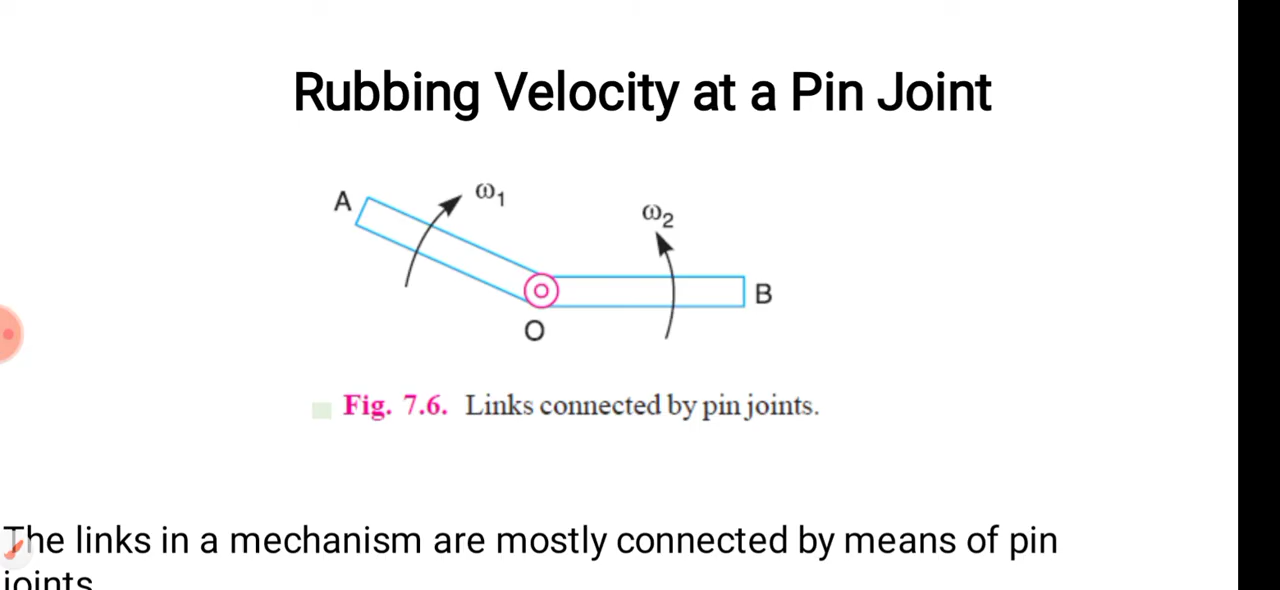 Rubbing Velocity at a Pin Joint
A
ω1
ω2
B
O
Fig. 7.6. Links connected by pin joints.
The links in a mechanism are mostly connected by means of pin
joints